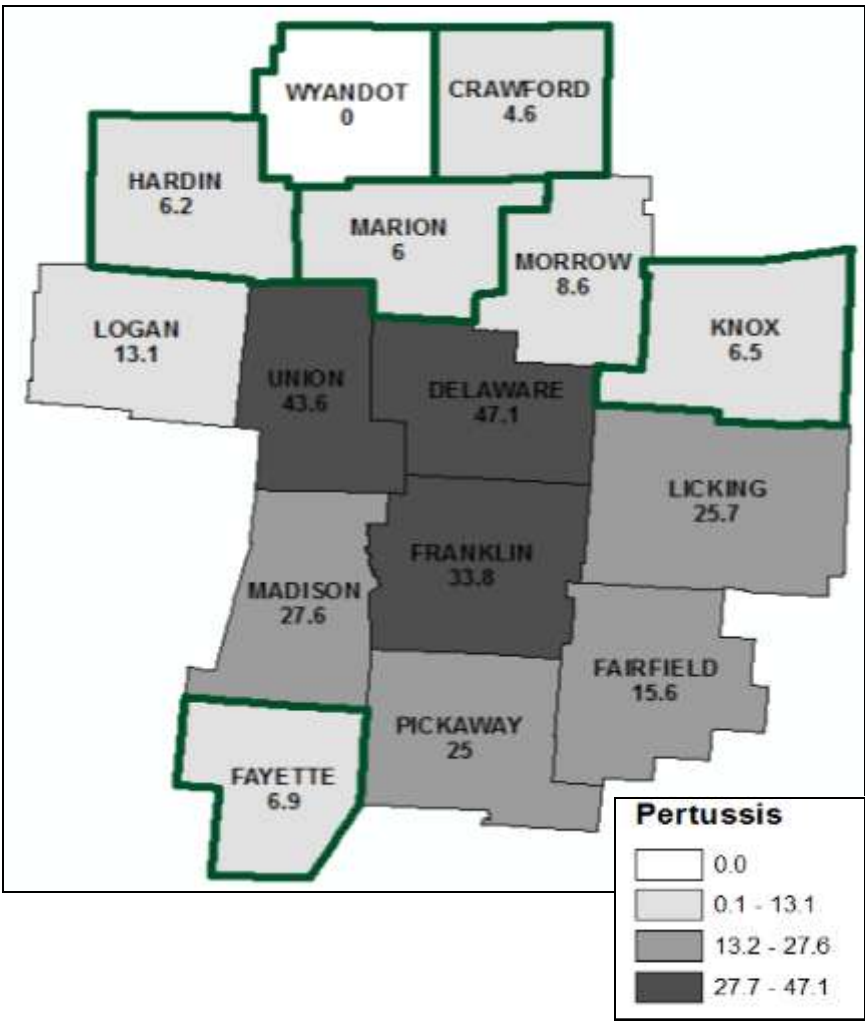 WYANDOT
0
CRAWFORD
4.6
HARDIN
6.2
MARION
6
MORROW
8.6
LOGAN
13.1
KNOX
6.5
UNION
43.6
DELAWARE
47.1
LICKING
25.7
FRANKLIN
33.8
MADISON
27.6
FAIRFIELD
15.6
PICKAWAY
25
FAYETTE
6.9
Pertussis
0.0
0.1 - 13.1
13.2 - 27.6
27.7 - 47.1